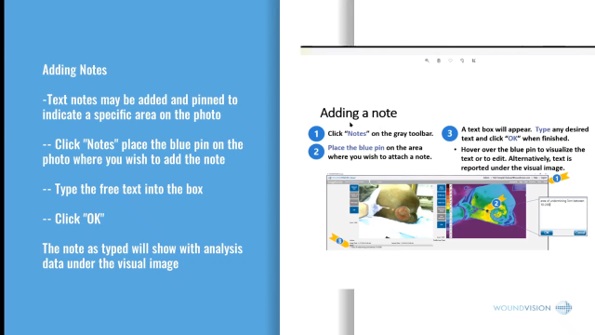 Adding Notes
-Text notes may be added and pinned to
indicate a specific area on the photo
-- Click "Notes" place the blue pin on the
photo where you wish to add the note
-- Type the free text into the box
-- Click "OK"
The note as typed will show with analysis
data under the visual image
Adding a note
1 Click “Notes” on the gray toolbar.
2 Place the blue pin on the
area where you wish to attach a note.
3 A text box will appear. Type any desired
text and click “OK” when finished.
• Hover over the blue pin to visualize the
text or to edit. Alternatively, text is
reported under the visual image.
1
2
3
WOUNDVISION